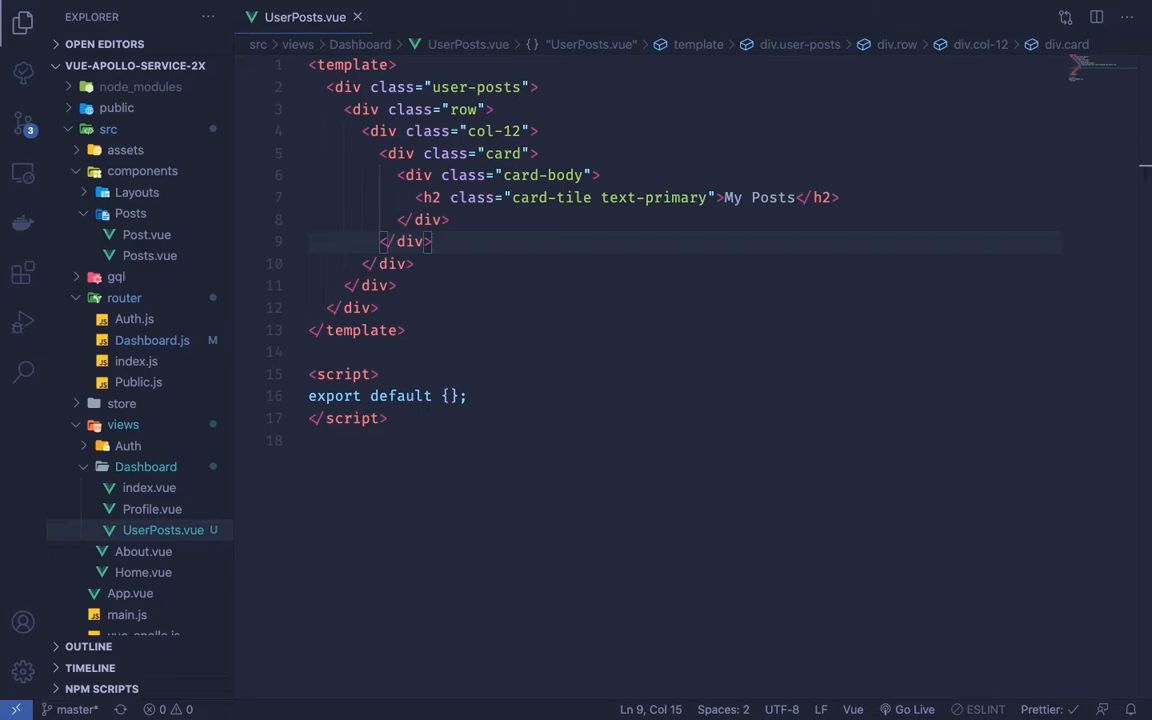 EXPLORER
OPEN EDITORS
VUE-APOLLO-SERVICE-2X
node_modules
public
src
assets
components
Layouts
Posts
Post.vue
Posts.vue
gql
router
Auth.js
Dashboard.js M
index.js
Public.js
store
views
Auth
Dashboard
index.vue
Profile.vue
UserPosts.vue U
About.vue
Home.vue
App.vue
main.js
vue-apollo.js
OUTLINE
TIMELINE
NPM SCRIPTS
3
UserPosts.vue
src > views > Dashboard > UserPosts.vue > {} "UserPosts.vue" > template > div.user-posts > div.row > div.col-12 > div.card
1 <template>
2 <div class="user-posts">
3 <div class="row">
4 <div class="col-12">
5 <div class="card">
6 <div class="card-body">
7 <h2 class="card-tile text-primary">My Posts</h2>
8 </div>
9 </div>
10 </div>
11 </div>
12 </div>
13 </template>
14
15 <script>
16 export default {};
17 </script>
18
master* 0 0 Ln 9, Col 15 Spaces: 2 UTF-8 LF Vue Go Live ESLINT Prettier: ✓